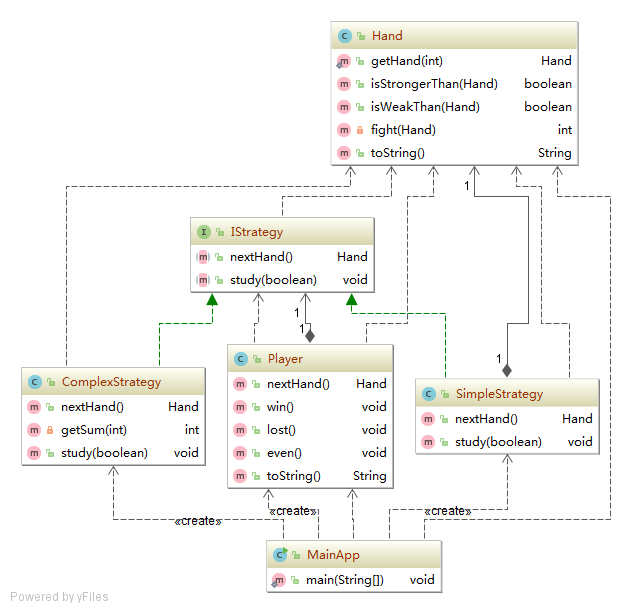 Hand
getHand(int) Hand
isStrongerThan(Hand) boolean
isWeakThan(Hand) boolean
fight(Hand) int
toString() String
1
IStrategy
nextHand() Hand
study(boolean) void
1
1
1
ComplexStrategy
nextHand() Hand
getSum(int) int
study(boolean) void
Player
nextHand() Hand
win() void
lost() void
even() void
toString() String
SimpleStrategy
nextHand() Hand
study(boolean) void
«create»
«create»
«create»
MainApp
main(String[]) void
Powered by yFiles